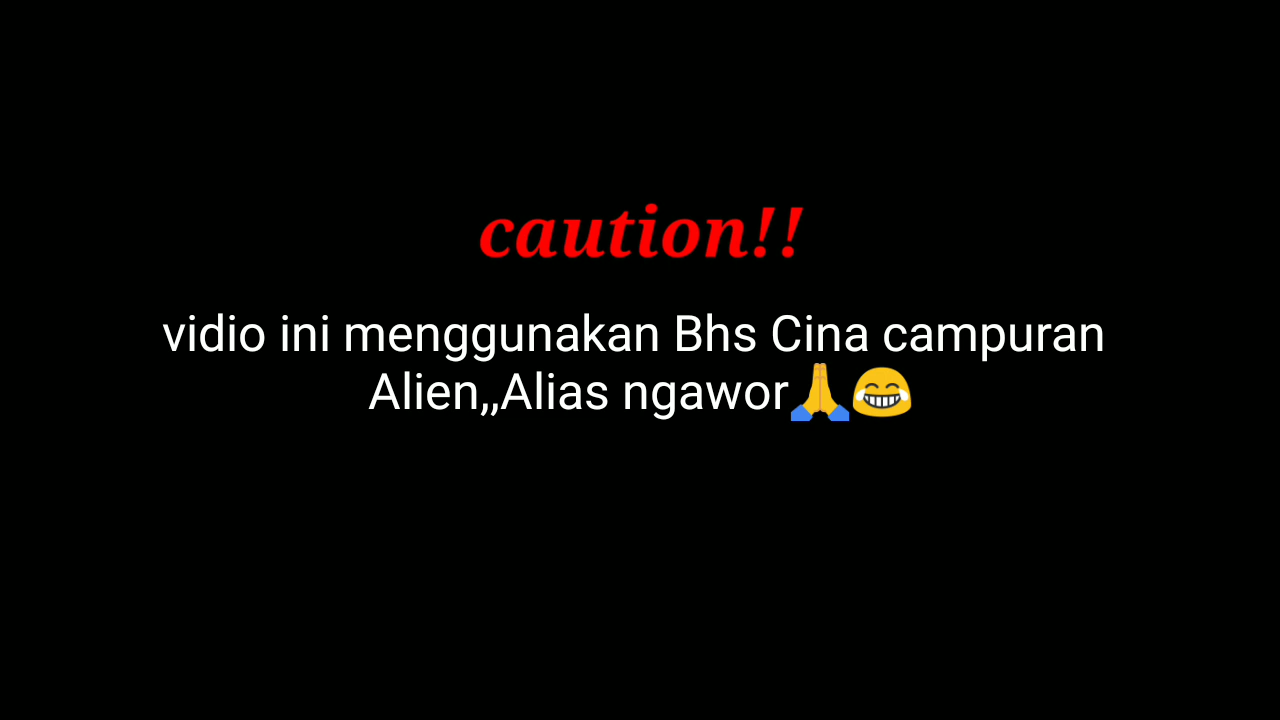 caution!!
vidio ini menggunakan Bhs Cina campuran
Alien,,Alias ngawor🙏😂